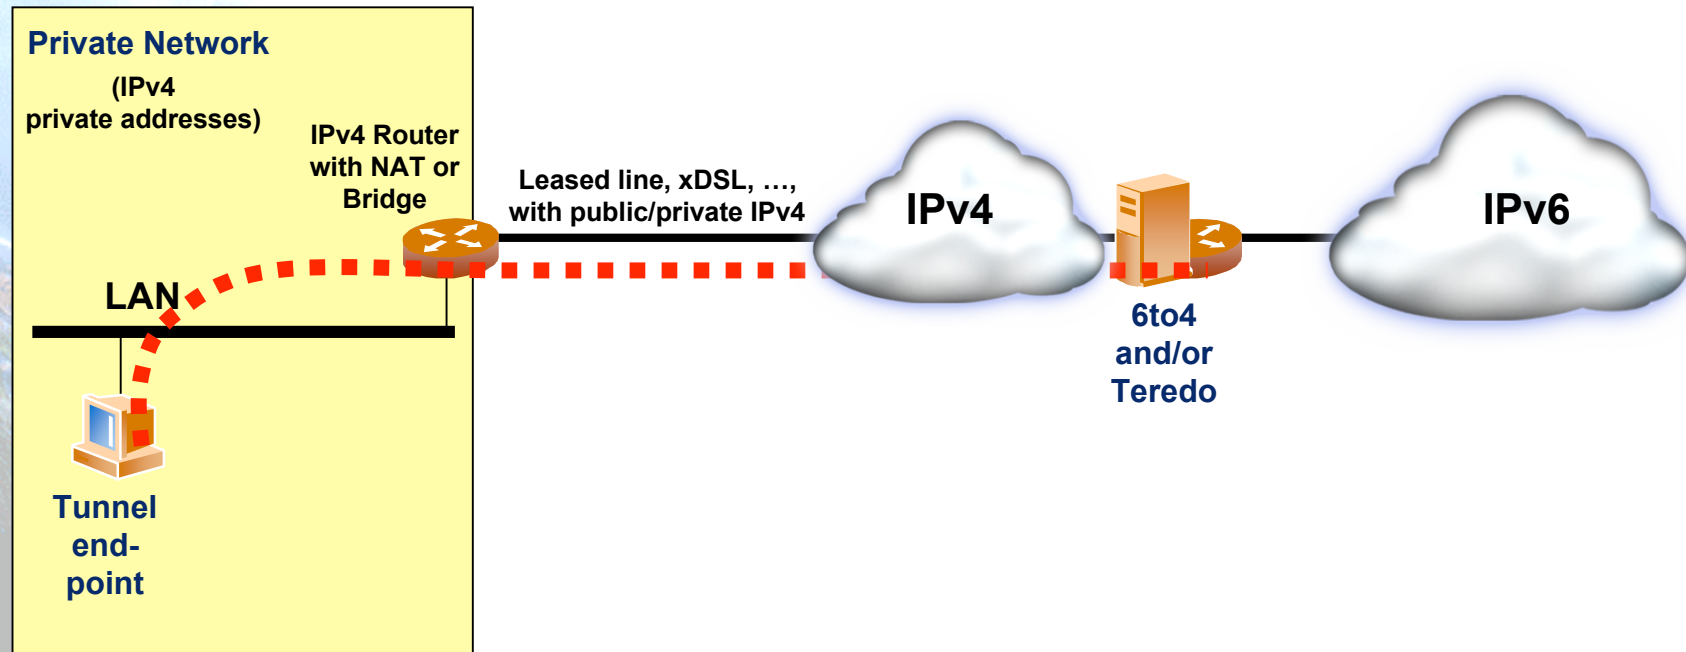 Private Network
(IPv4
private addresses)
IPv4 Router
with NAT or
Bridge
Leased line, xDSL, …,
with public/private IPv4
IPv4
IPv6
LAN
6to4
and/or
Teredo
Tunnel
end-
point